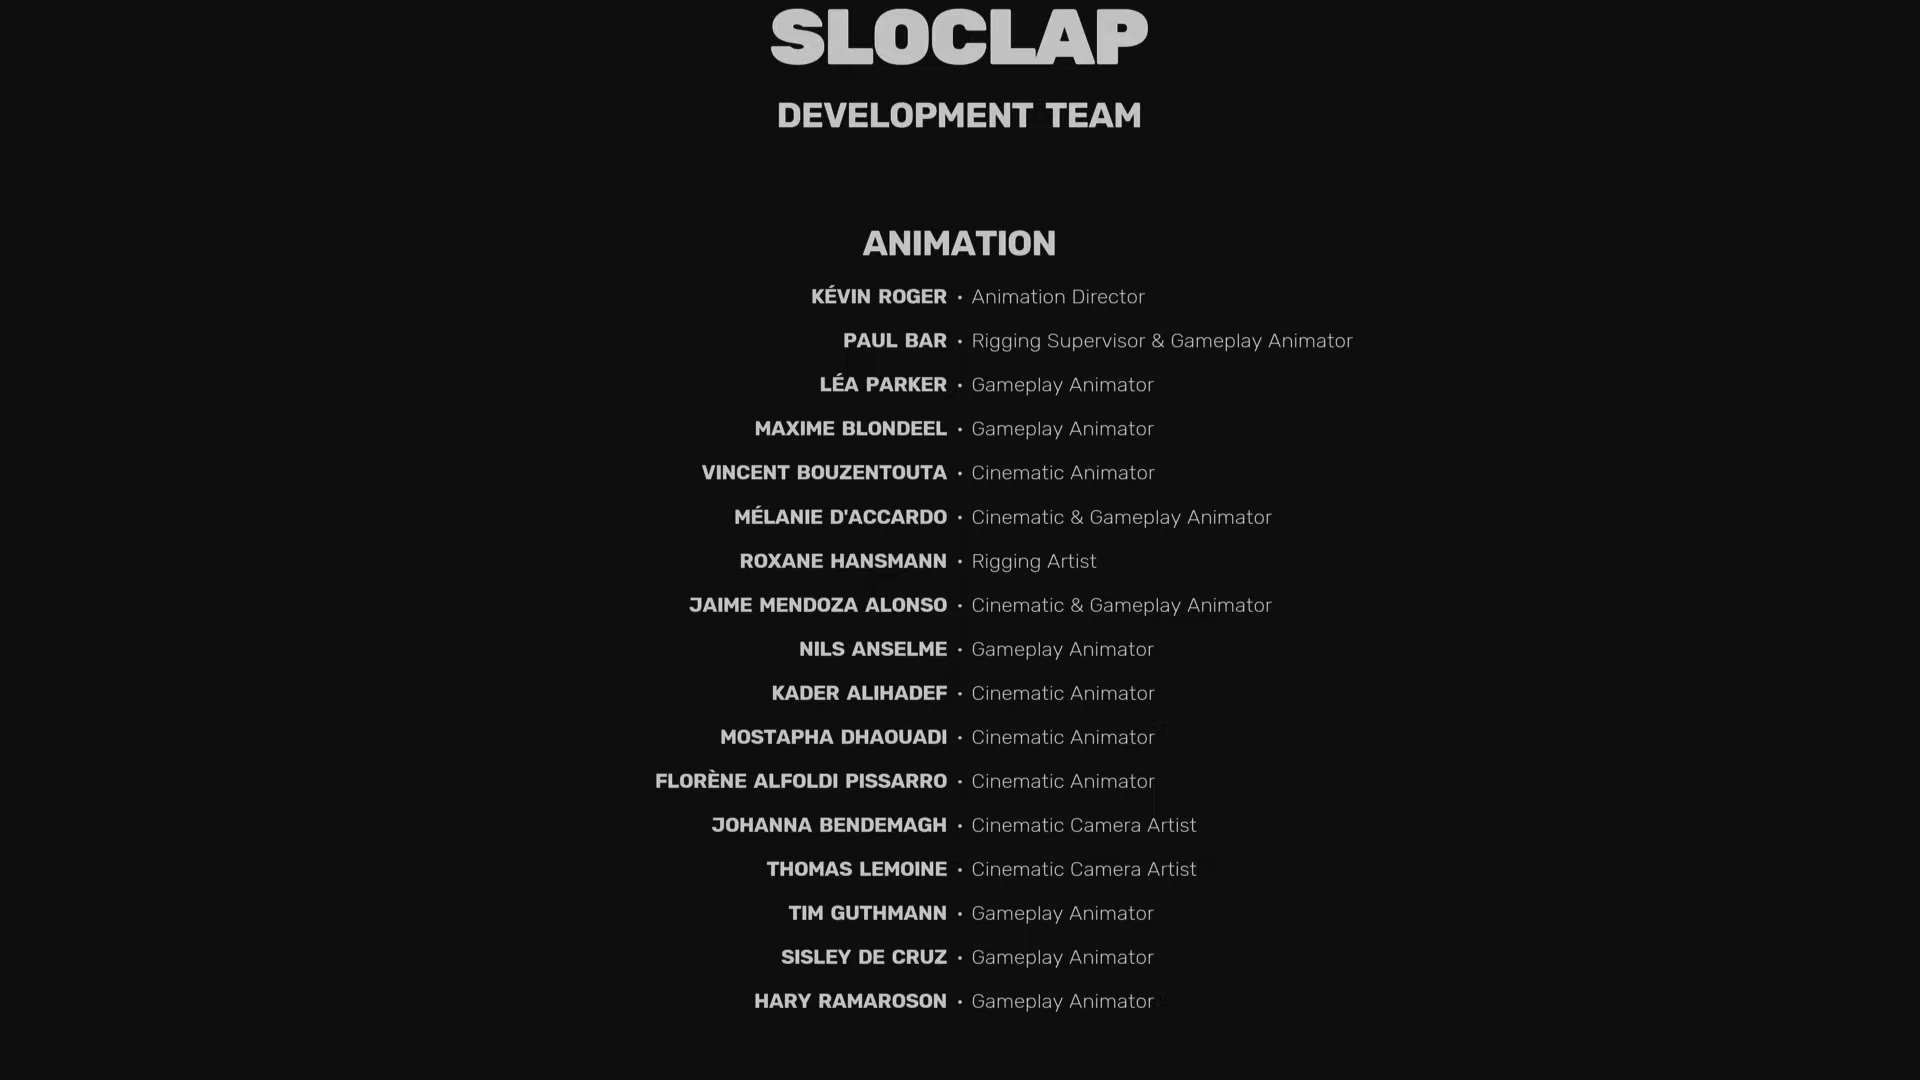 SLOCLAP
DEVELOPMENT TEAM
ANIMATION
KÉVIN ROGER • Animation Director
PAUL BAR • Rigging Supervisor & Gameplay Animator
LÉA PARKER • Gameplay Animator
MAXIME BLONDEEL • Gameplay Animator
VINCENT BOUZENTOUTA • Cinematic Animator
MÉLANIE D'ACCARDO • Cinematic & Gameplay Animator
ROXANE HANSMANN • Rigging Artist
JAIME MENDOZA ALONSO • Cinematic & Gameplay Animator
NILS ANSELME • Gameplay Animator
KADER ALIHADEF • Cinematic Animator
MOSTAPHA DHAOUADI • Cinematic Animator
FLORÈNE ALFOLDI PISSARRO • Cinematic Animator
JOHANNA BENDEMAGH • Cinematic Camera Artist
THOMAS LEMOINE • Cinematic Camera Artist
TIM GUTHMANN • Gameplay Animator
SISLEY DE CRUZ • Gameplay Animator
HARY RAMAROSON • Gameplay Animator